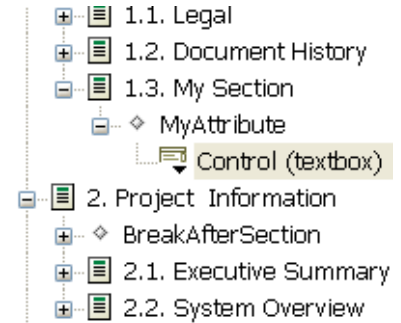 1.1. Legal
1.2. Document History
1.3. My Section
MyAttribute
Control (textbox)
2. Project Information
BreakAfterSection
2.1. Executive Summary
2.2. System Overview